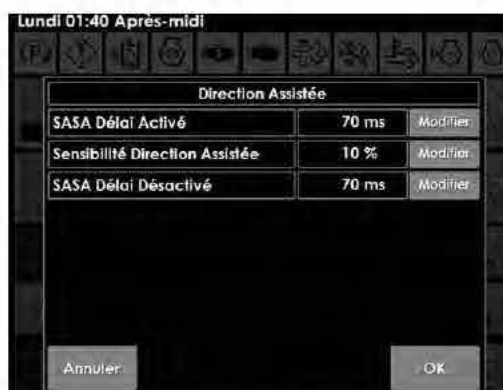 Lundi 01:40 Après-midi
Direction Assistée
SASA Délai Activé 70 ms Modifier
Sensibilité Direction Assistée 10 % Modifier
SASA Délai Désactivé 70 ms Modifier
Annuler OK